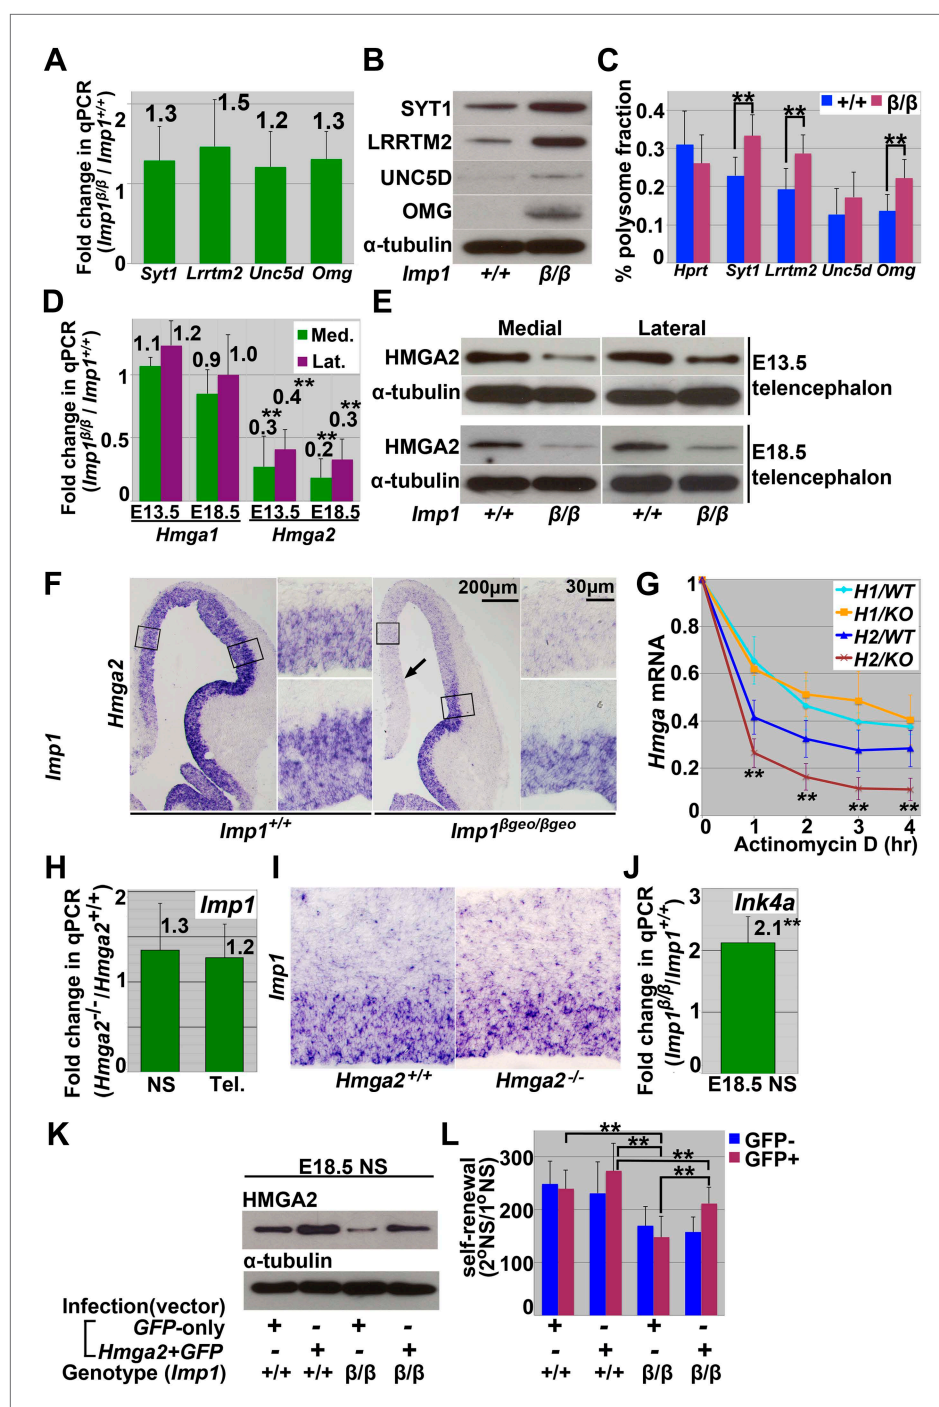 A
Fold change in qPCR
(Imp1β/β / Imp1+/+)
2
1
0
1.3
1.5
1.2
1.3
Syt1 Lrrtm2 Unc5d Omg
B
SYT1
LRRTM2
UNC5D
OMG
α-tubulin
Imp1 +/+ β/β
C
% polysome fraction
+/+ β/β
0.4
0.3
0.2
0.1
0
** ** **
Hprt Syt1 Lrrtm2 Unc5d Omg
D
Fold change in qPCR
(Imp1β/β / Imp1+/+)
Med.
Lat.
1
0.5
0
1.1 1.2
0.9 1.0
0.3** 0.4**
0.2** 0.3**
E13.5 E18.5 E13.5 E18.5
Hmga1 Hmga2
E
Medial Lateral
HMGA2
α-tubulin
E13.5
telencephalon
HMGA2
α-tubulin
E18.5
telencephalon
Imp1 +/+ β/β +/+ β/β
F
200μm 30μm
Hmga2
Imp1
Imp1+/+ Imp1βgeo/βgeo
G
Hmga mRNA
1
0.8
0.6
0.4
0.2
0
H1/WT
H1/KO
H2/WT
H2/KO
** ** ** **
0 1 2 3 4
Actinomycin D (hr)
H
Fold change in qPCR
(Hmga2-/-/Hmga2+/+)
2
1
0
Imp1
1.3
1.2
NS Tel.
I
Imp1
Hmga2+/+ Hmga2-/-
J
Fold change in qPCR
(Imp1β/β/Imp1+/+)
3
2
1
0
Ink4a
2.1**
E18.5 NS
K
E18.5 NS
HMGA2
α-tubulin
Infection(vector)
GFP-only + - + -
Hmga2+GFP - + - +
Genotype (Imp1) +/+ +/+ β/β β/β
L
self-renewal
(2oNS/1oNS)
GFP-
GFP+
300
200
100
0
** ** ** **
+ - + -
- + - +
+/+ +/+ β/β β/β